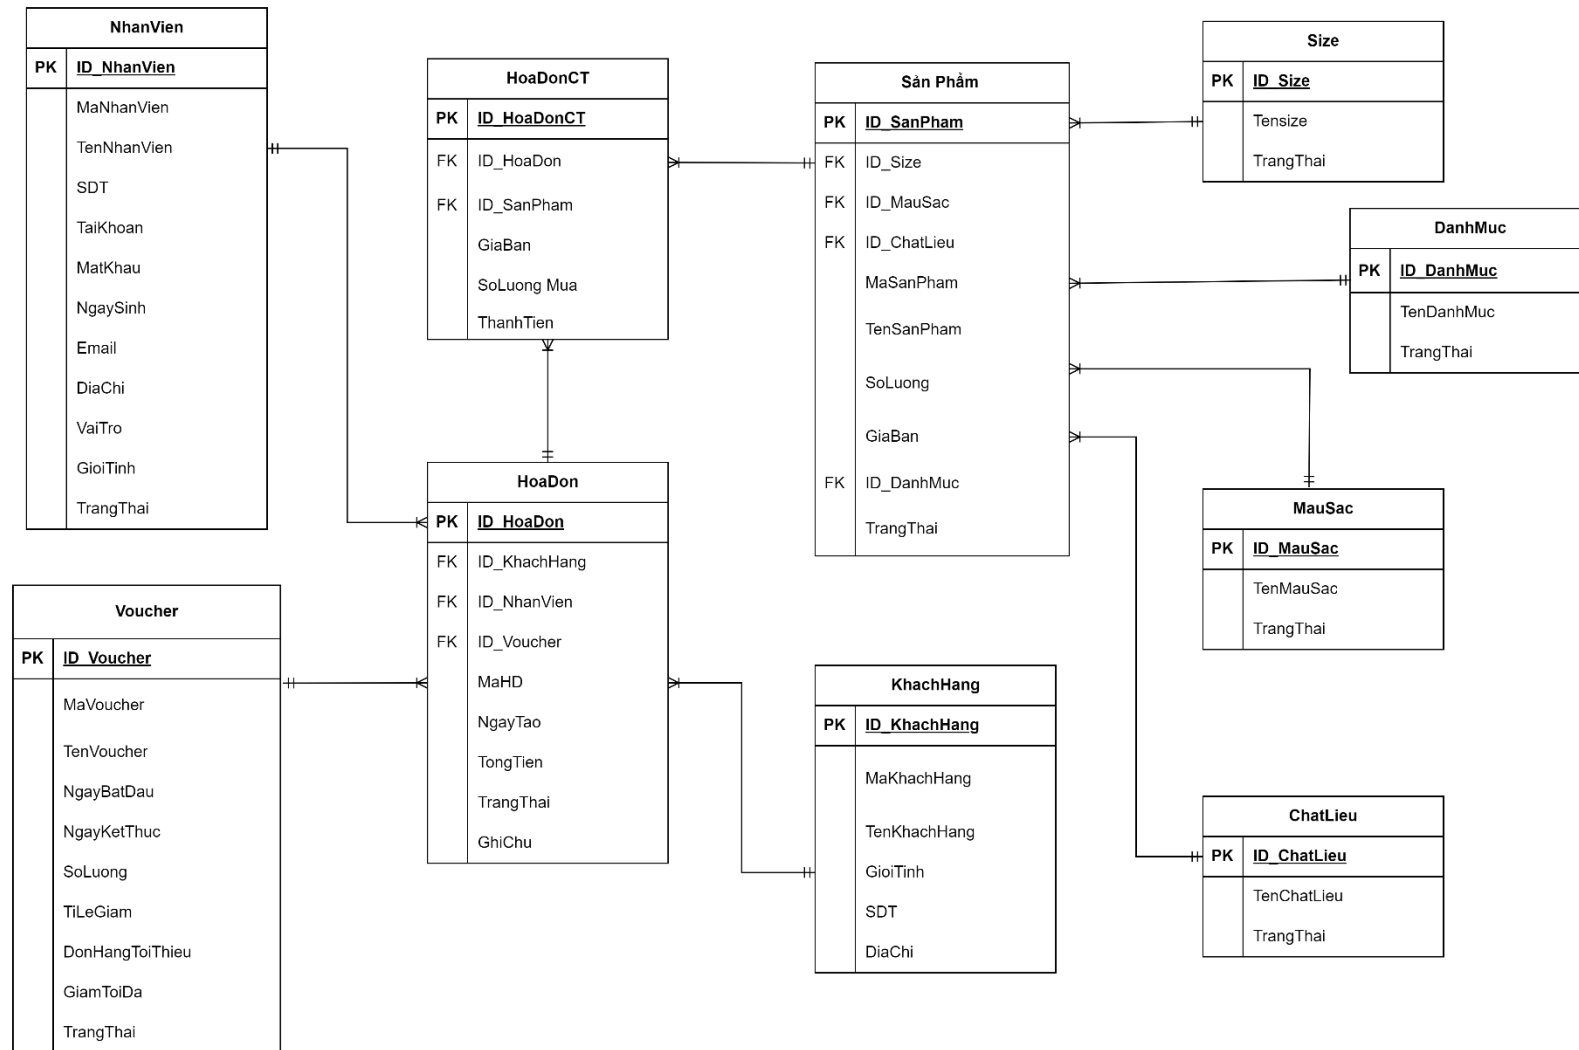 NhanVien
PK ID_NhanVien
MaNhanVien
TenNhanVien
SDT
TaiKhoan
MatKhau
NgaySinh
Email
DiaChi
VaiTro
GioiTinh
TrangThai
Voucher
PK ID_Voucher
MaVoucher
TenVoucher
NgayBatDau
NgayKetThuc
SoLuong
TiLeGiam
DonHangToiThieu
GiamToiDa
TrangThai
HoaDonCT
PK ID_HoaDonCT
FK ID_HoaDon
FK ID_SanPham
GiaBan
SoLuong Mua
ThanhTien
HoaDon
PK ID_HoaDon
FK ID_KhachHang
FK ID_NhanVien
FK ID_Voucher
MaHD
NgayTao
TongTien
TrangThai
GhiChu
Sản Phẩm
PK ID_SanPham
FK ID_Size
FK ID_MauSac
FK ID_ChatLieu
MaSanPham
TenSanPham
SoLuong
GiaBan
FK ID_DanhMuc
TrangThai
KhachHang
PK ID_KhachHang
MaKhachHang
TenKhachHang
GioiTinh
SDT
DiaChi
Size
PK ID_Size
Tensize
TrangThai
DanhMuc
PK ID_DanhMuc
TenDanhMuc
TrangThai
MauSac
PK ID_MauSac
TenMauSac
TrangThai
ChatLieu
PK ID_ChatLieu
TenChatLieu
TrangThai